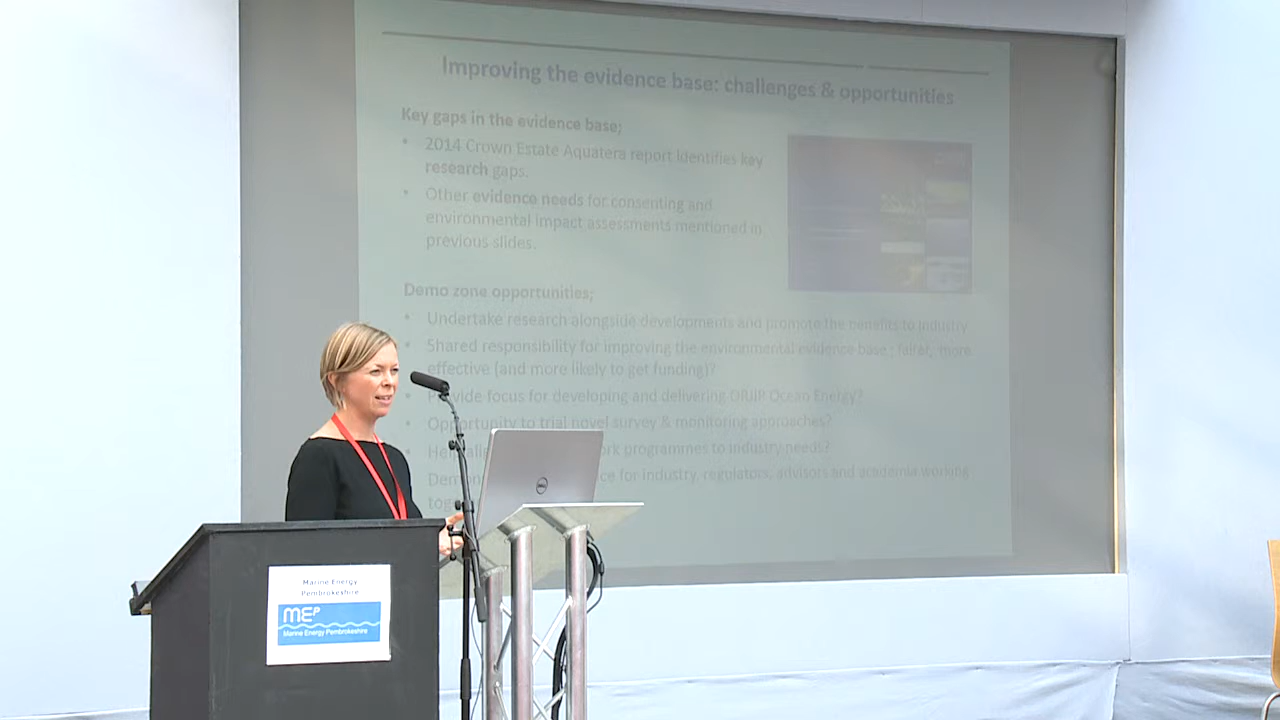 Improving the evidence base: challenges & opportunities
Key gaps in the evidence base;
• 2014 Crown Estate Aquatera report identifies key
research gaps.
• Other evidence needs for consenting and
environmental impact assessments mentioned in
previous slides.
Demo zone opportunities;
• Undertake research alongside developments and promote the benefits to industry
• Shared responsibility for improving the environmental evidence base ; fairer, more
effective (and more likely to get funding)?
• focus for developing and delivering ORJIP Ocean Energy?
• Opportunity to trial novel survey & monitoring approaches?
• programmes to industry needs?
• for industry, regulators, advisors and academia working
DELL
Marine Energy
Pembrokeshire
MEP
Marine Energy Pembrokeshire